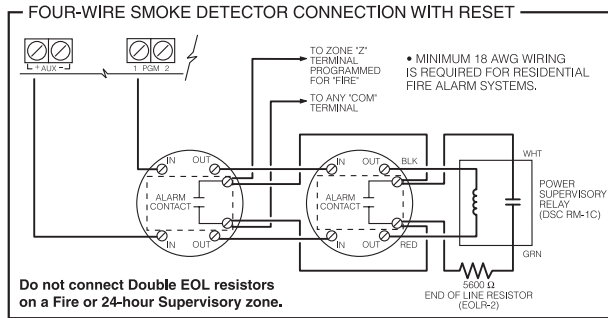 FOUR-WIRE SMOKE DETECTOR CONNECTION WITH RESET
+ AUX -
1 PGM 2
TO ZONE "Z"
TERMINAL
PROGRAMMED
FOR "FIRE"
TO ANY "COM"
TERMINAL
• MINIMUM 18 AWG WIRING
IS REQUIRED FOR RESIDENTIAL
FIRE ALARM SYSTEMS.
IN OUT
ALARM
CONTACT
IN OUT
IN OUT
ALARM
CONTACT
IN OUT
BLK
RED
WHT
POWER
SUPERVISORY
RELAY
(DSC RM-1C)
GRN
5600 Ω
END OF LINE RESISTOR
(EOLR-2)
Do not connect Double EOL resistors
on a Fire or 24-hour Supervisory zone.